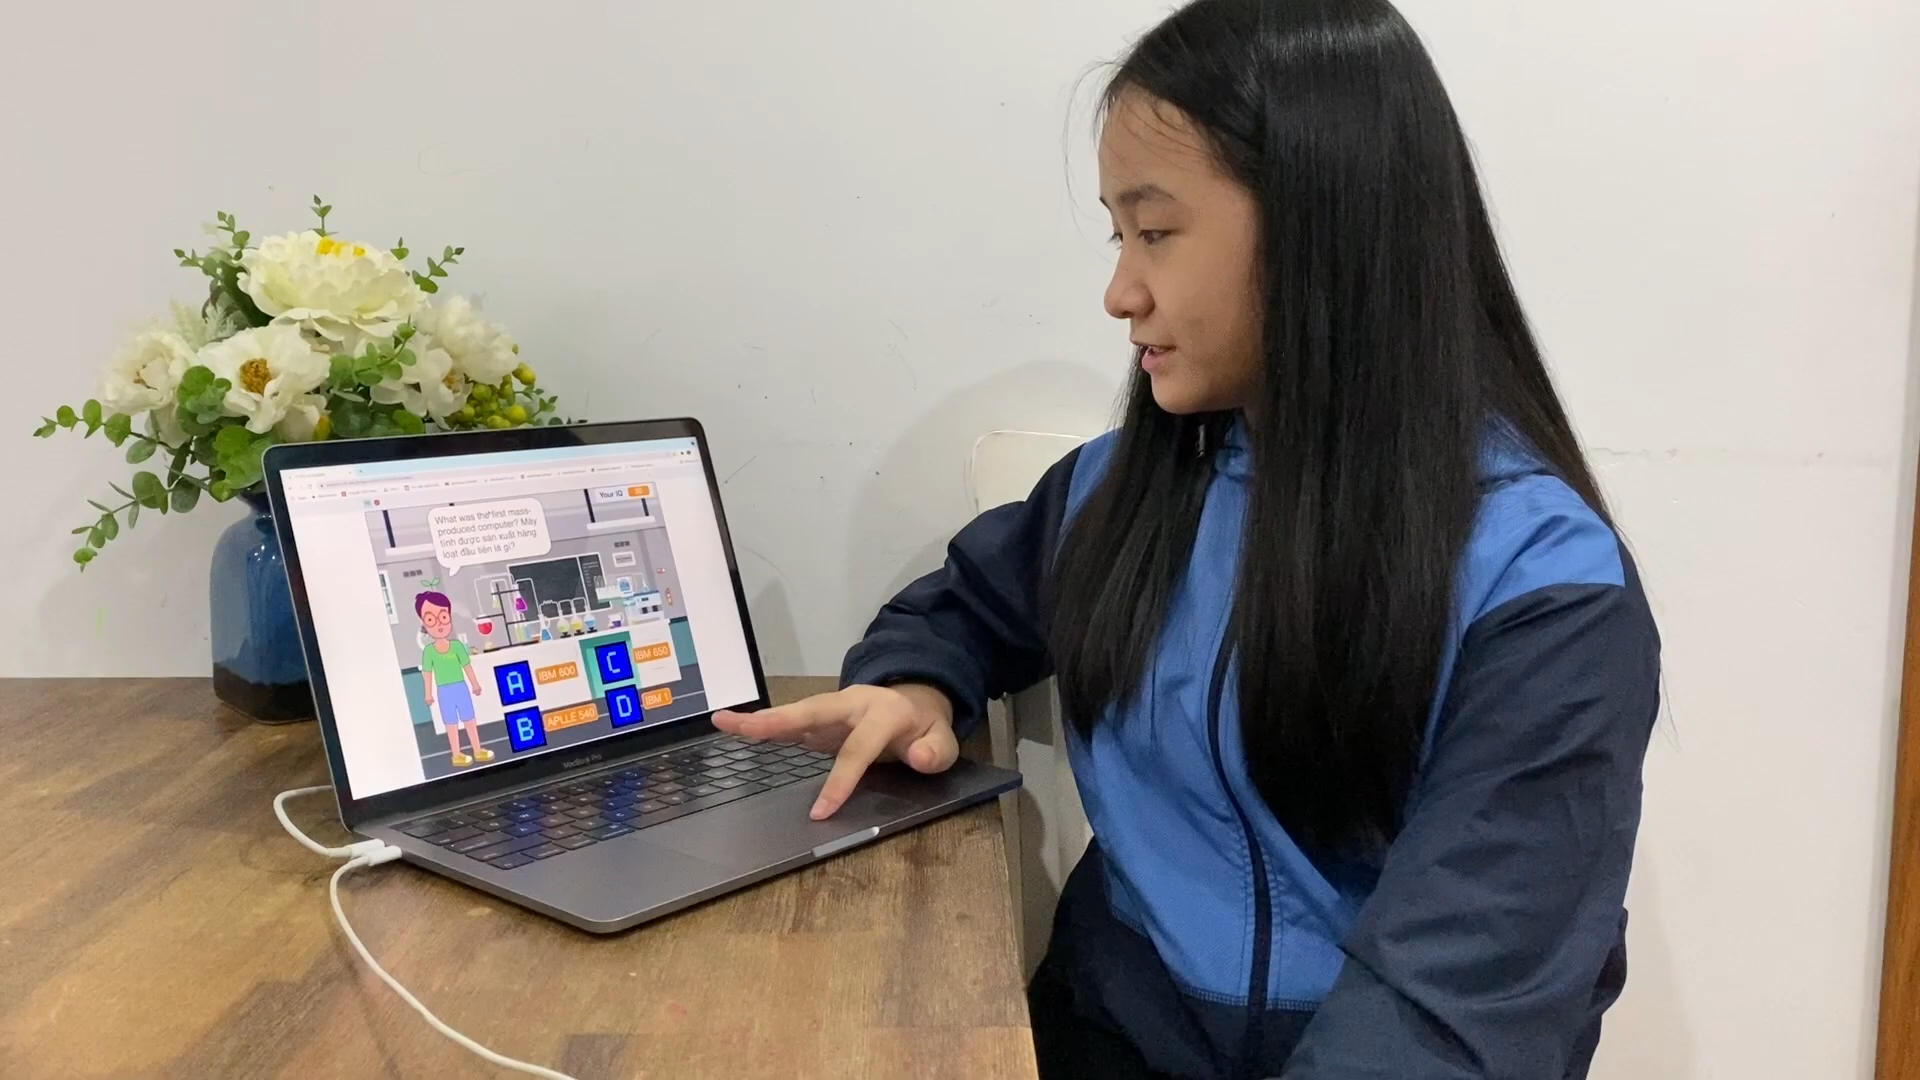 Your IQ
What was the first mass-
produced computer? Máy
tính được sản xuất hàng
loạt đầu tiên là gì?
A IBM 600
C IBM 650
B APLLE 540
D IBM 1
MacBook Pro